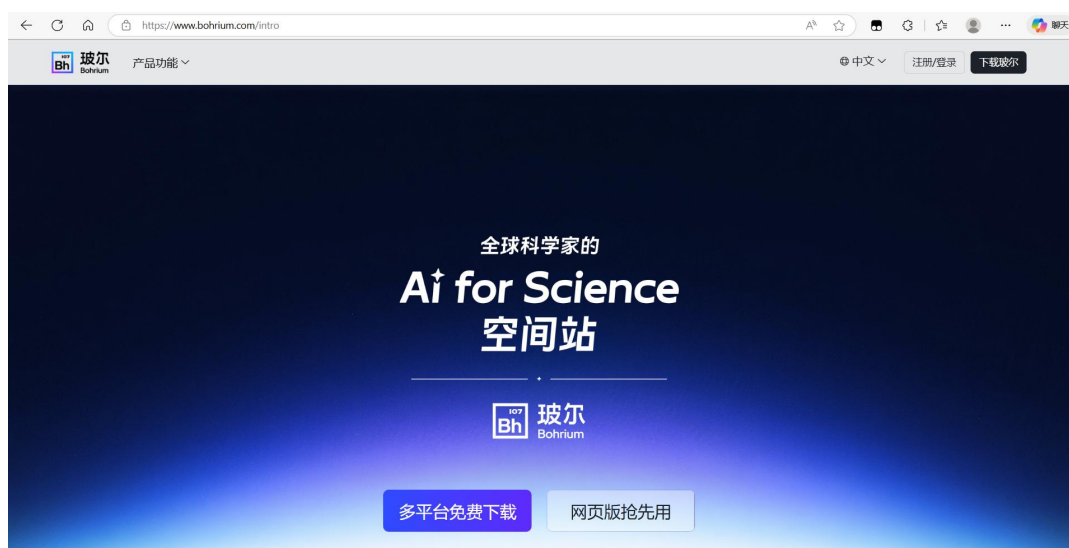 https://www.bohrium.com/intro
聊天
107
Bh
玻尔
Bohrium
产品功能
中文
注册/登录
下载玻尔
全球科学家的
Ai for Science
空间站
107
Bh
玻尔
Bohrium
多平台免费下载
网页版抢先用